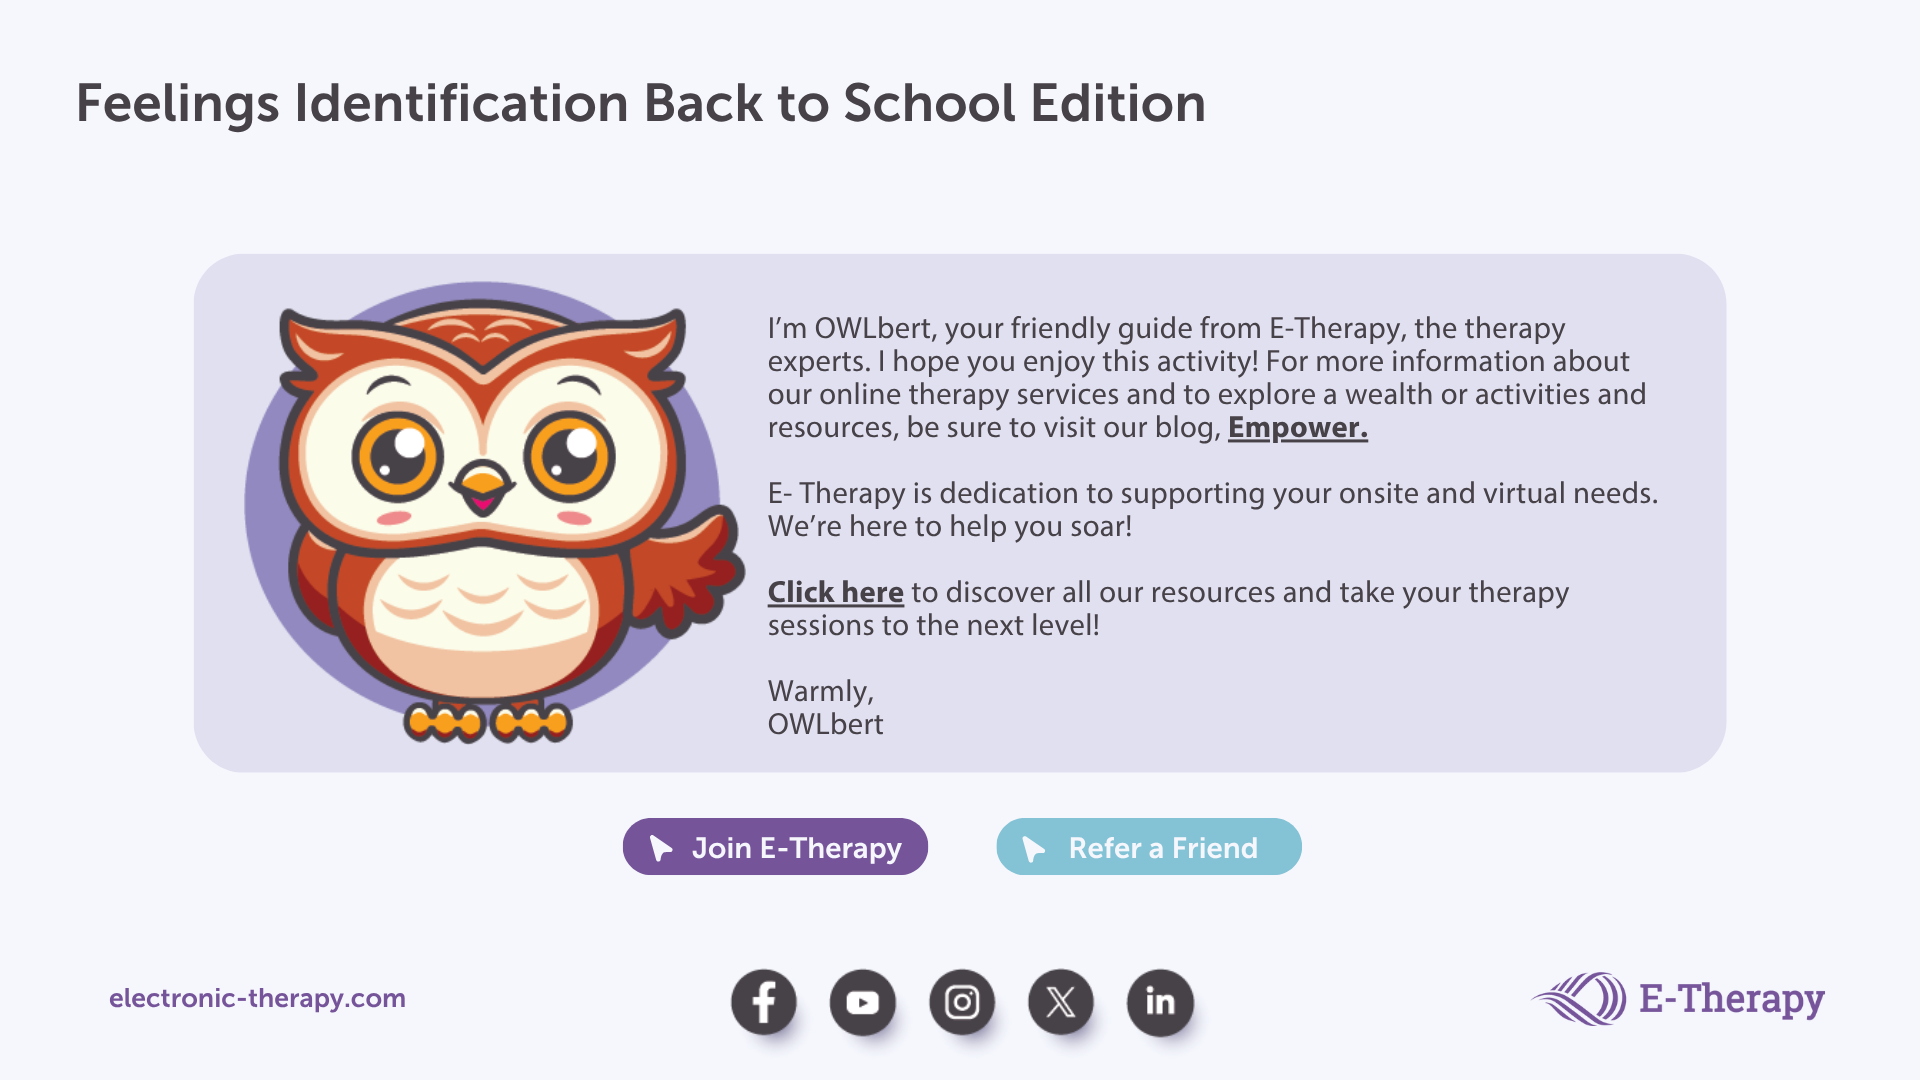 Feelings Identification Back to School Edition
I’m OWLbert, your friendly guide from E-Therapy, the therapy
experts. I hope you enjoy this activity! For more information about
our online therapy services and to explore a wealth or activities and
resources, be sure to visit our blog, Empower.
E- Therapy is dedication to supporting your onsite and virtual needs.
We’re here to help you soar!
Click here to discover all our resources and take your therapy
sessions to the next level!
Warmly,
OWLbert
Join E-Therapy
Refer a Friend
electronic-therapy.com
E-Therapy